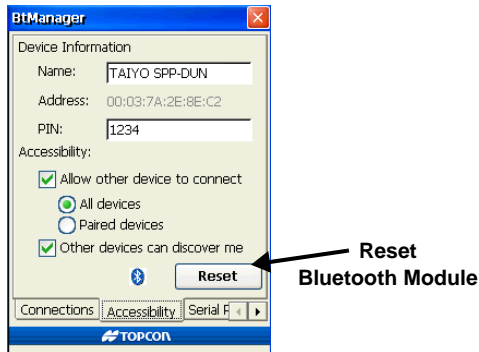 BtManager
Device Information
Name: TAIYO SPP-DUN
Address: 00:03:7A:2E:8E:C2
PIN: 1234
Accessibility:
Allow other device to connect
All devices
Paired devices
Other devices can discover me
Reset
Reset
Bluetooth Module
Connections Accessibility Serial
TOPCON